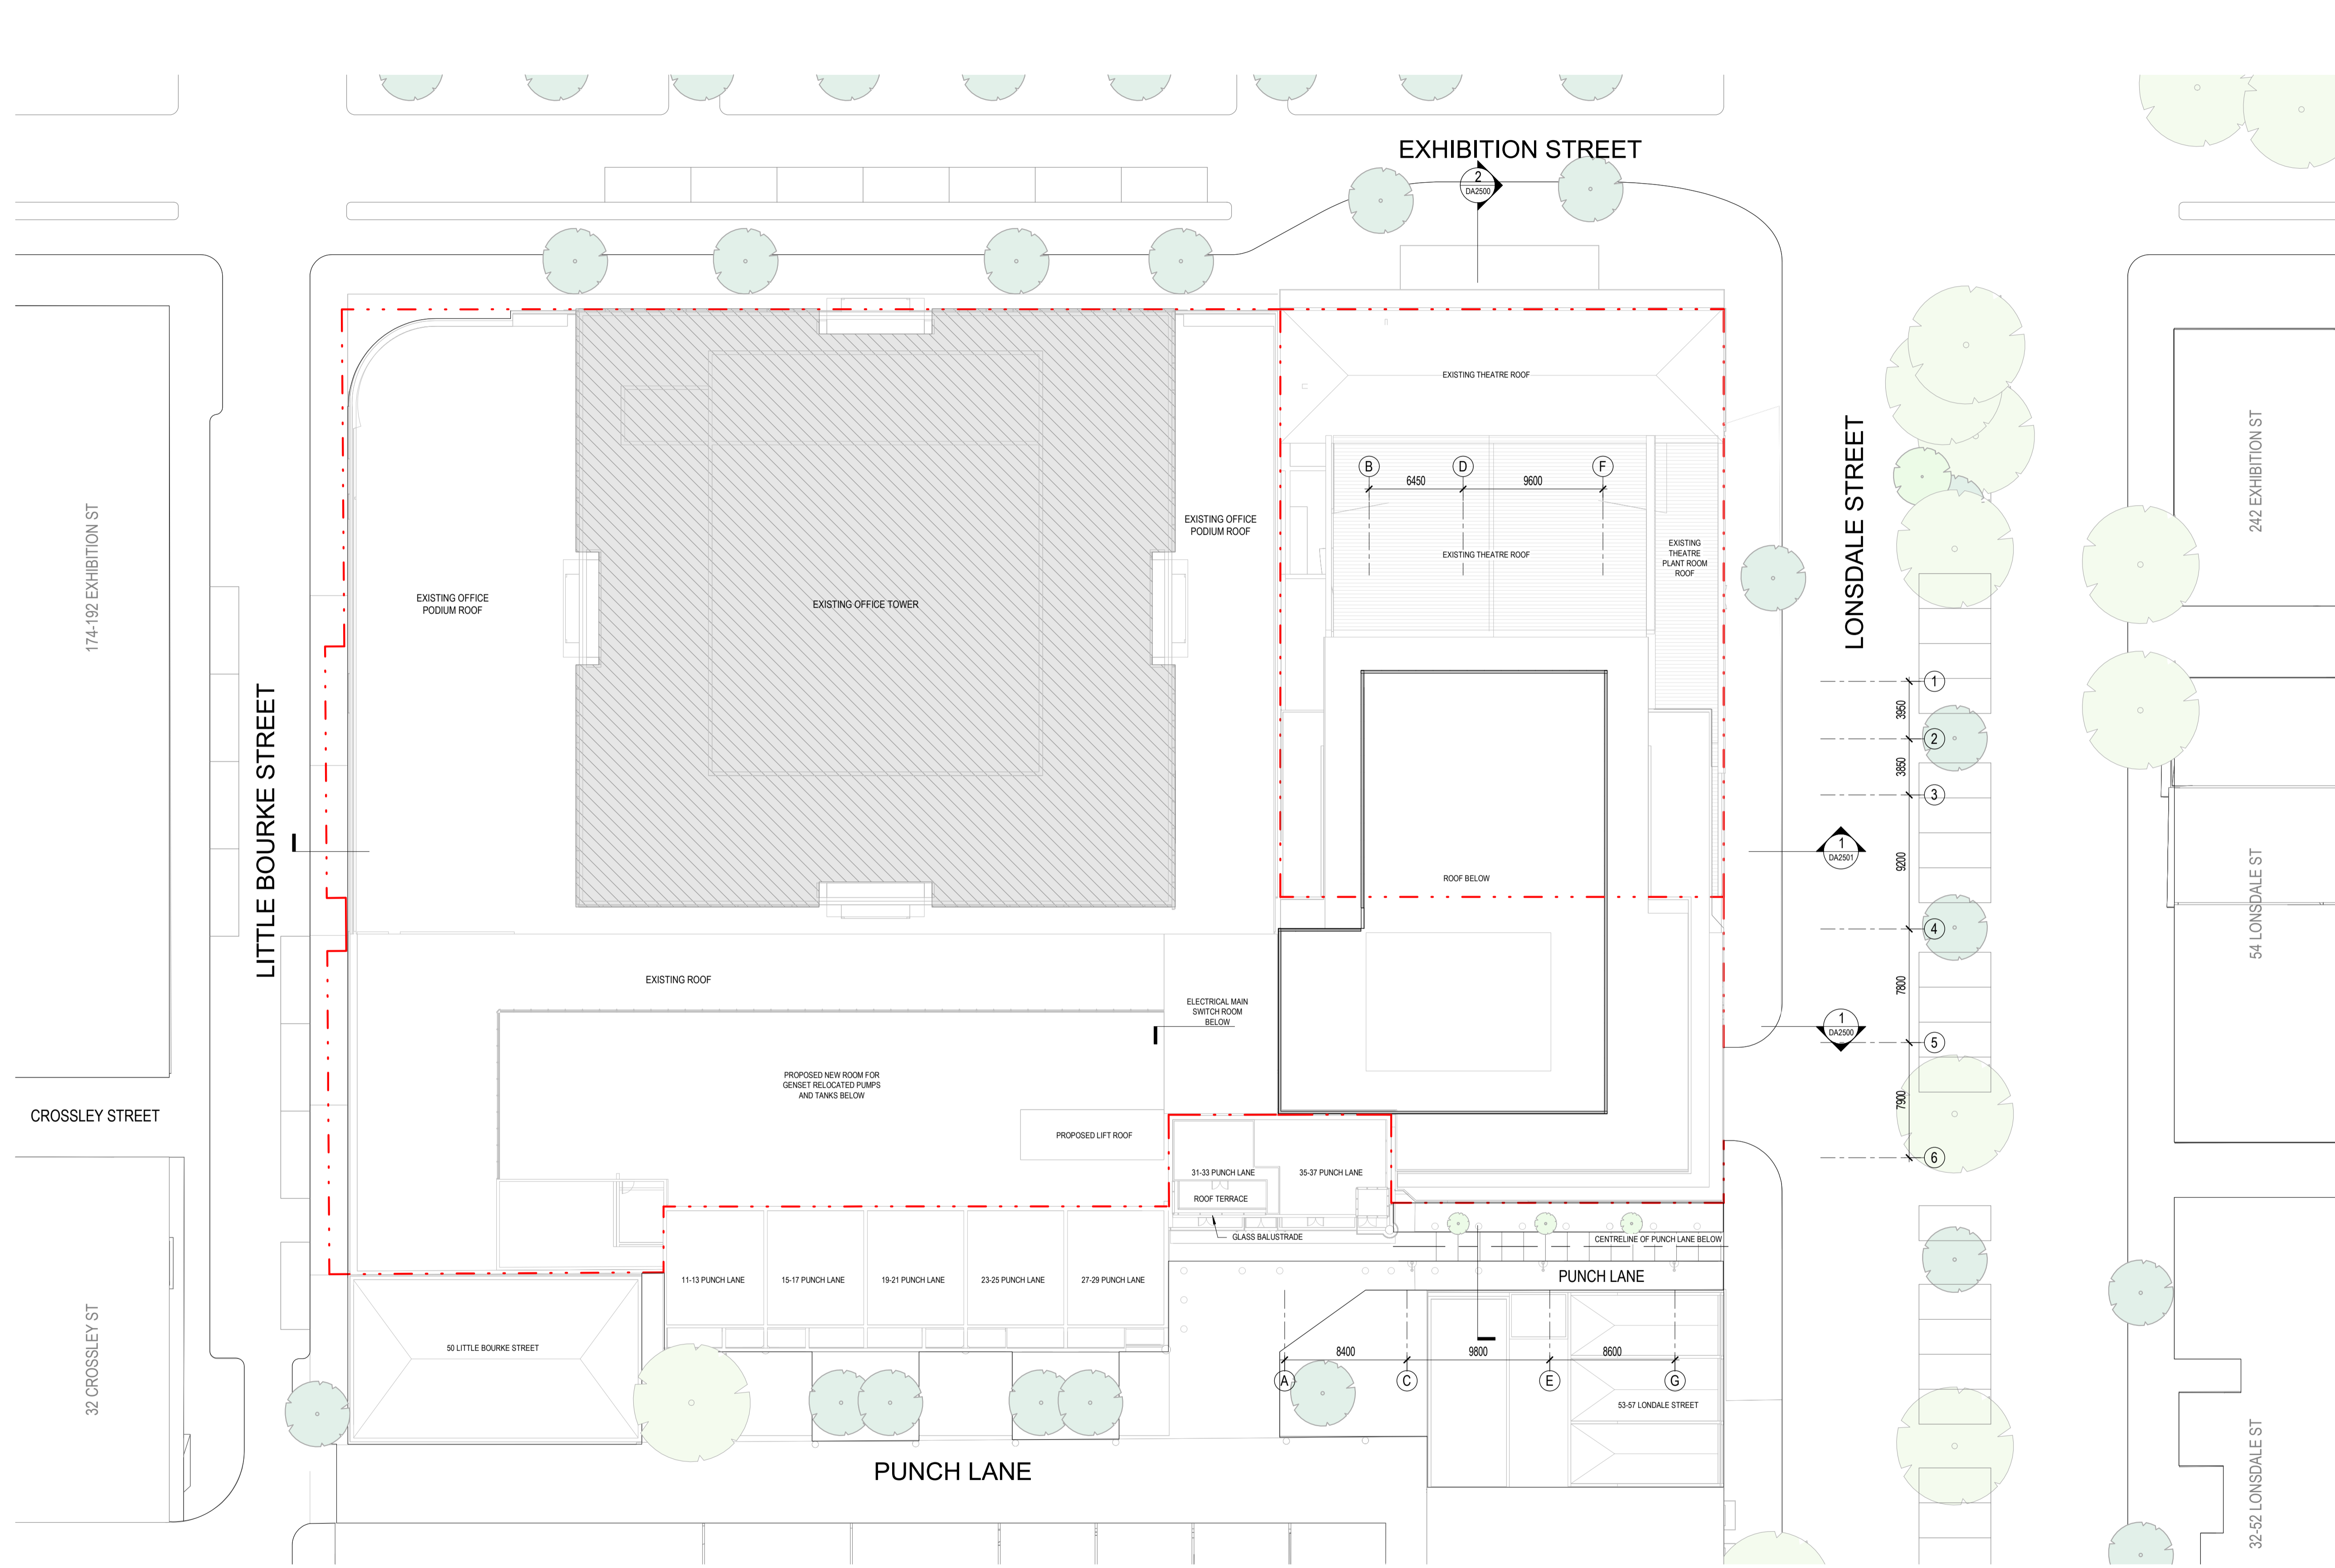 EXHIBITION STREET
2
DA2500
EXISTING THEATRE ROOF
B
D
F
6450
9600
EXISTING OFFICE
PODIUM ROOF
EXISTING THEATRE ROOF
EXISTING
THEATRE
PLANT ROOM
ROOF
LONSDALE STREET
242 EXHIBITION ST
174-192 EXHIBITION ST
EXISTING OFFICE
PODIUM ROOF
EXISTING OFFICE TOWER
1
3950
2
3850
3
9200
LITTLE BOURKE STREET
1
DA2501
ROOF BELOW
54 LONSDALE ST
4
7800
EXISTING ROOF
ELECTRICAL MAIN
SWITCH ROOM
BELOW
1
DA2500
5
7900
PROPOSED NEW ROOM FOR
GENSET RELOCATED PUMPS
AND TANKS BELOW
CROSSLEY STREET
PROPOSED LIFT ROOF
6
31-33 PUNCH LANE
35-37 PUNCH LANE
ROOF TERRACE
GLASS BALUSTRADE
CENTRELINE OF PUNCH LANE BELOW
11-13 PUNCH LANE
15-17 PUNCH LANE
19-21 PUNCH LANE
23-25 PUNCH LANE
27-29 PUNCH LANE
PUNCH LANE
50 LITTLE BOURKE STREET
8400
9800
8600
A
C
E
G
32 CROSSLEY ST
53-57 LONDALE STREET
PUNCH LANE
32-52 LONSDALE ST